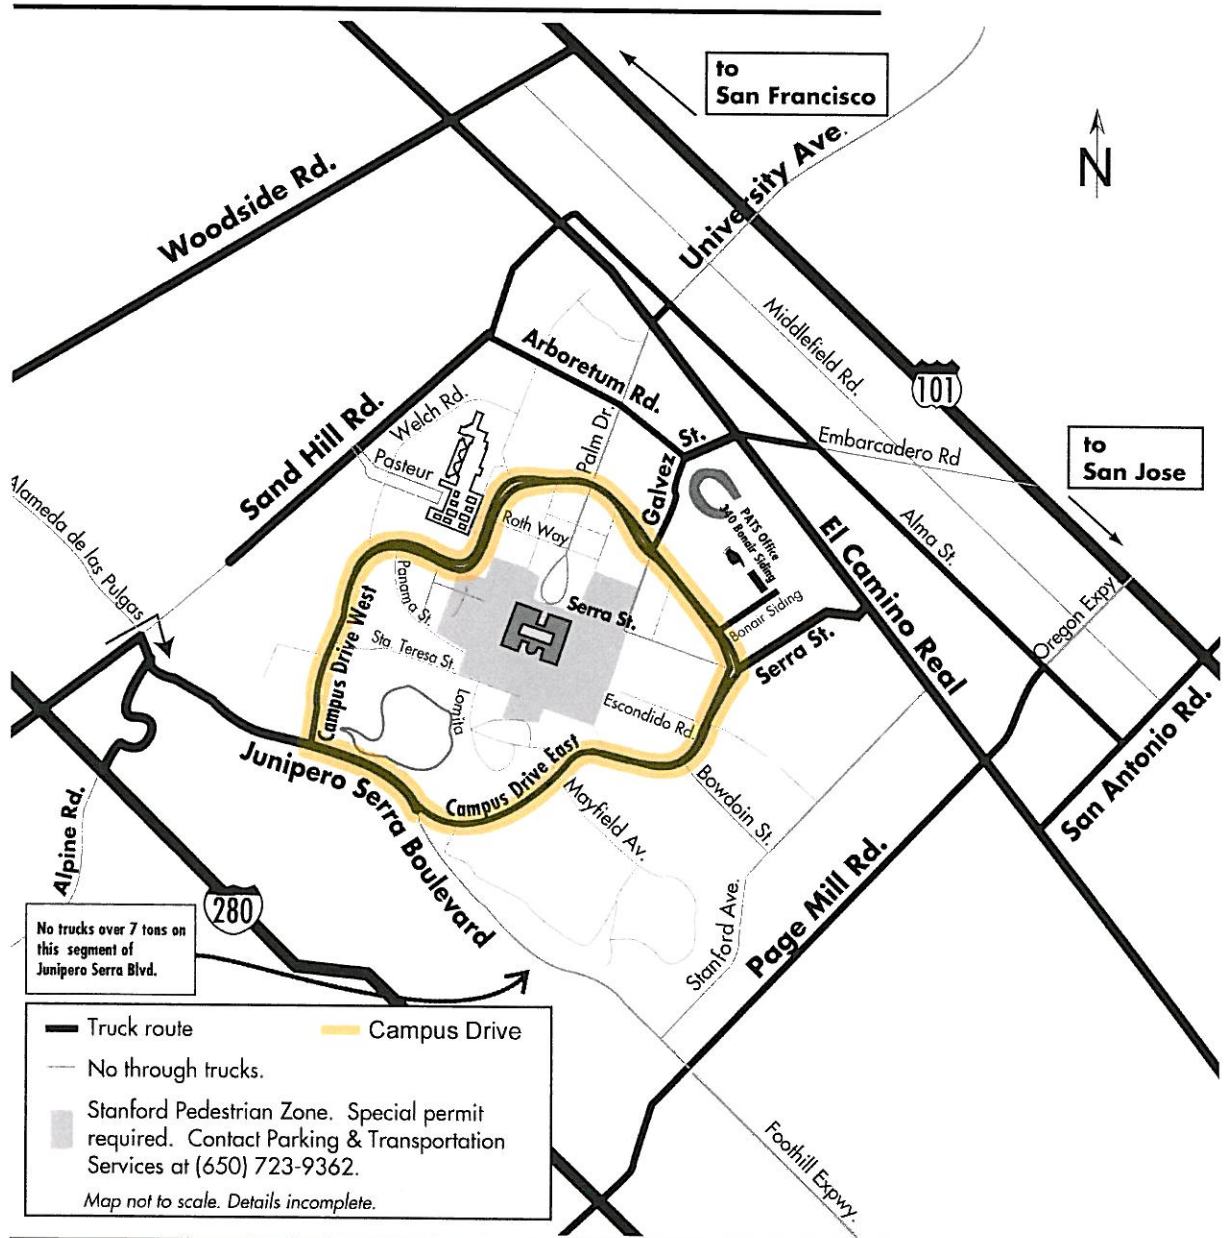 to
San Francisco
N
University Ave.
Woodside Rd.
Middlefield Rd.
101
Arboretum Rd.
Welch Rd.
Sand Hill Rd.
Pasteur
Palm Dr.
Galvez
St.
Embarcadero Rd
to
San Jose
Alameda de las Pulgas
Roth Way
PATS Office
340 Bonair Siding
El Camino Real
Alma St.
Oregon Expy
Panama St.
Serra St.
Bonair Siding
Serra St.
Campus Drive West
Sta. Teresa St.
Lomita
Escondido Rd.
San Antonio Rd.
Junipero Serra Boulevard
Campus Drive East
Mayfield Av.
Bowdoin St.
Alpine Rd.
280
Stanford Ave.
Page Mill Rd.
Foothill Expwy.
No trucks over 7 tons on
this segment of
Junipero Serra Blvd.
Truck route
Campus Drive
No through trucks.
Stanford Pedestrian Zone. Special permit
required. Contact Parking & Transportation
Services at (650) 723-9362.
Map not to scale. Details incomplete.